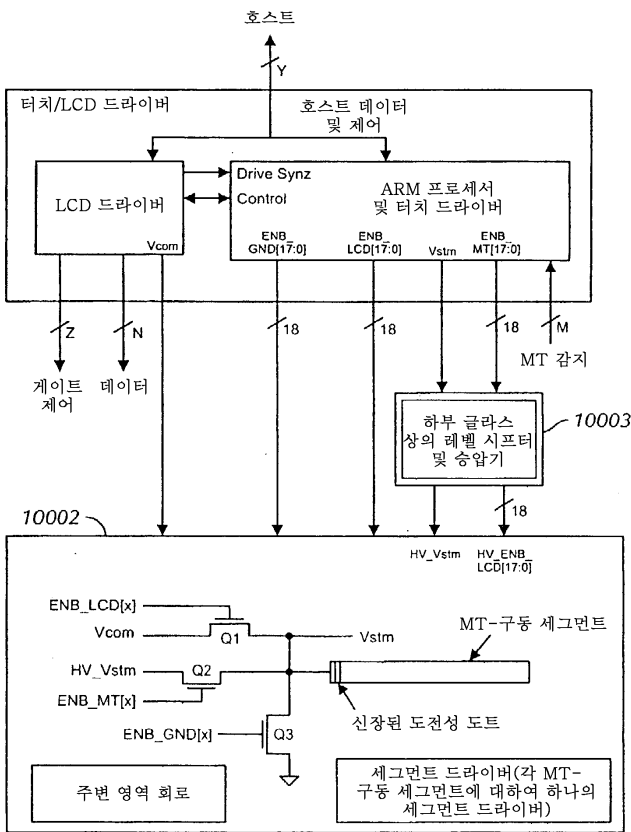 호스트
Y
터치/LCD 드라이버
호스트 데이터
및 제어
LCD 드라이버
Vcom
Drive Synz
Control
ARM 프로세서
및 터치 드라이버
ENB_
GND[17:0]
ENB_
LCD[17:0]
Vstm
ENB_
MT[17:0]
Z
N
18
18
18
M
게이트
제어
데이터
MT 감지
하부 글라스
상의 레벨 시프터
및 승압기
10003
18
10002
HV_Vstm
HV_ENB_
LCD[17:0]
ENB_LCD[x]
Vcom
Q1
Vstm
MT-구동 세그먼트
HV_Vstm
Q2
ENB_MT[x]
신장된 도전성 도트
ENB_GND[x]
Q3
주변 영역 회로
세그먼트 드라이버(각 MT-
구동 세그먼트에 대하여 하나의
세그먼트 드라이버)